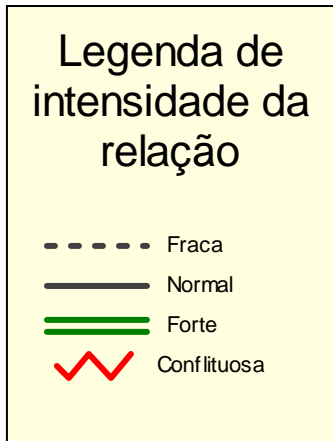 Legenda de
intensidade da
relação
Fraca
Normal
Forte
Conflituosa